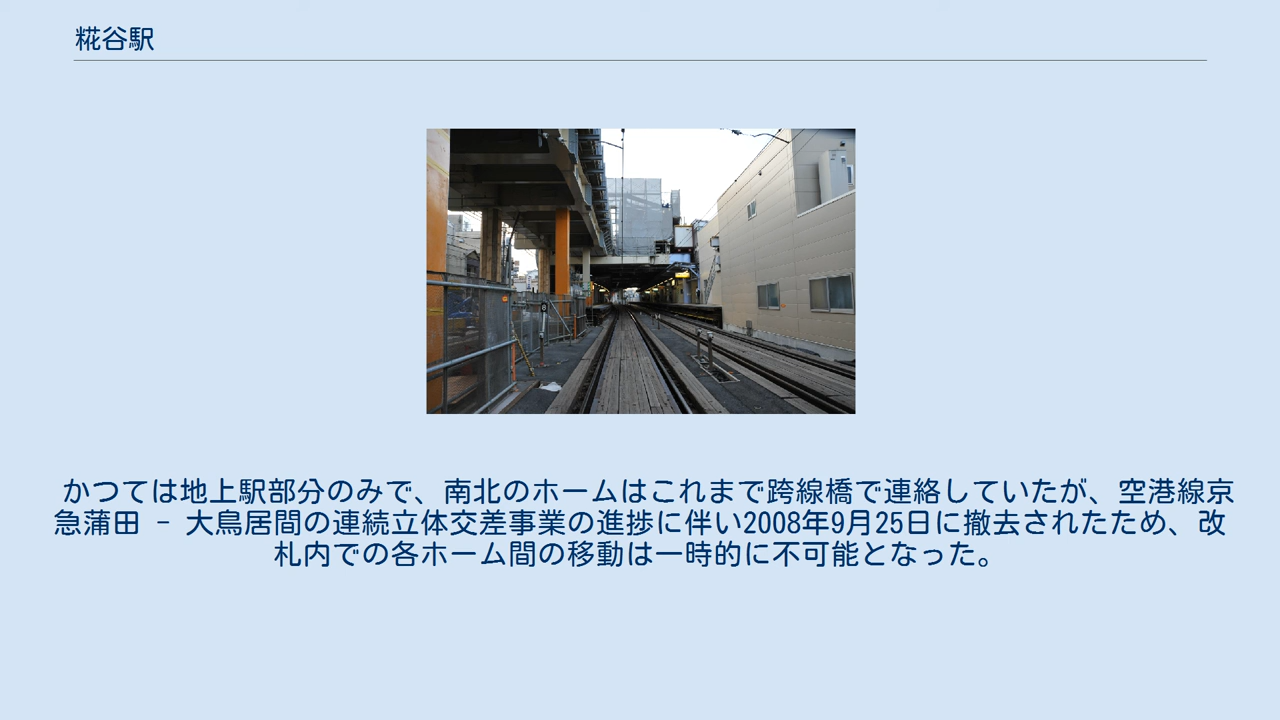 糀谷駅
かつては地上駅部分のみで、南北のホームはこれまで跨線橋で連絡していたが、空港線京
急蒲田 - 大鳥居間の連続立体交差事業の進捗に伴い2008年9月25日に撤去されたため、改
札内での各ホーム間の移動は一時的に不可能となった。